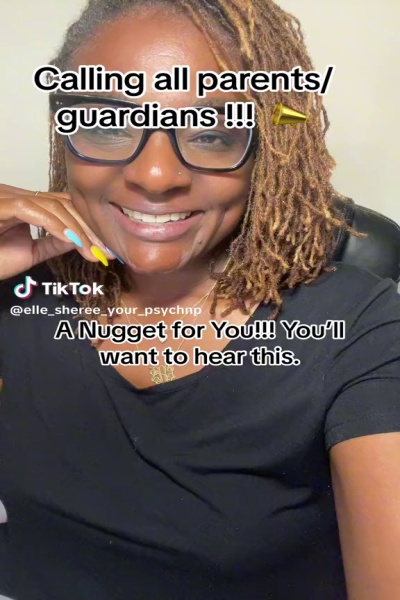 Calling all parents/
guardians !!!
TikTok
@elle_sheree_your_psychnp
A Nugget for You!!! You'll
want to hear this.